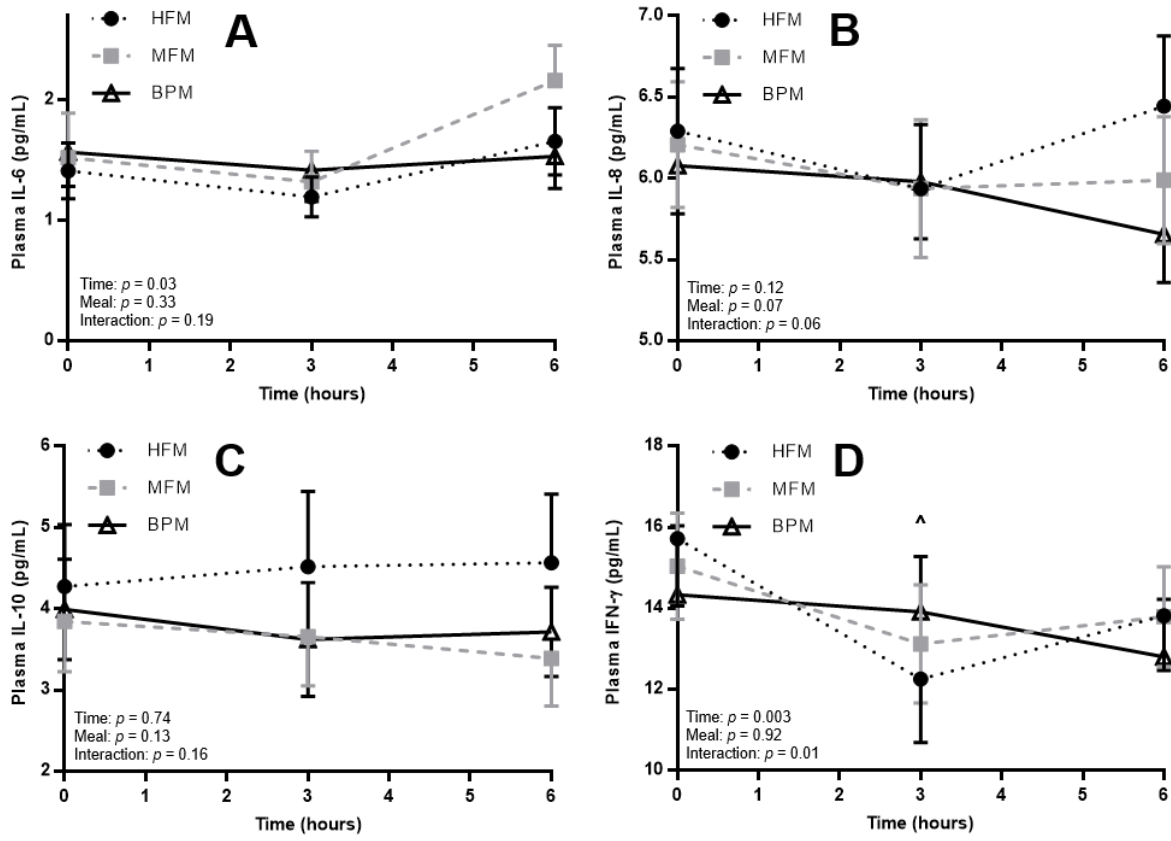 A
HFM
MFM
BPM
Plasma IL-6 (pg/mL)
2
1
0
Time: p = 0.03
Meal: p = 0.33
Interaction: p = 0.19
0 1 2 3 4 5 6
Time (hours)
B
HFM
MFM
BPM
Plasma IL-8 (pg/mL)
7.0
6.5
6.0
5.5
5.0
Time: p = 0.12
Meal: p = 0.07
Interaction: p = 0.06
0 1 2 3 4 5 6
Time (hours)
C
HFM
MFM
BPM
Plasma IL-10 (pg/mL)
6
5
4
3
2
Time: p = 0.74
Meal: p = 0.13
Interaction: p = 0.16
0 1 2 3 4 5 6
Time (hours)
D
HFM
MFM
BPM
Plasma IFN-γ (pg/mL)
18
16
14
12
10
^
Time: p = 0.003
Meal: p = 0.92
Interaction: p = 0.01
0 1 2 3 4 5 6
Time (hours)